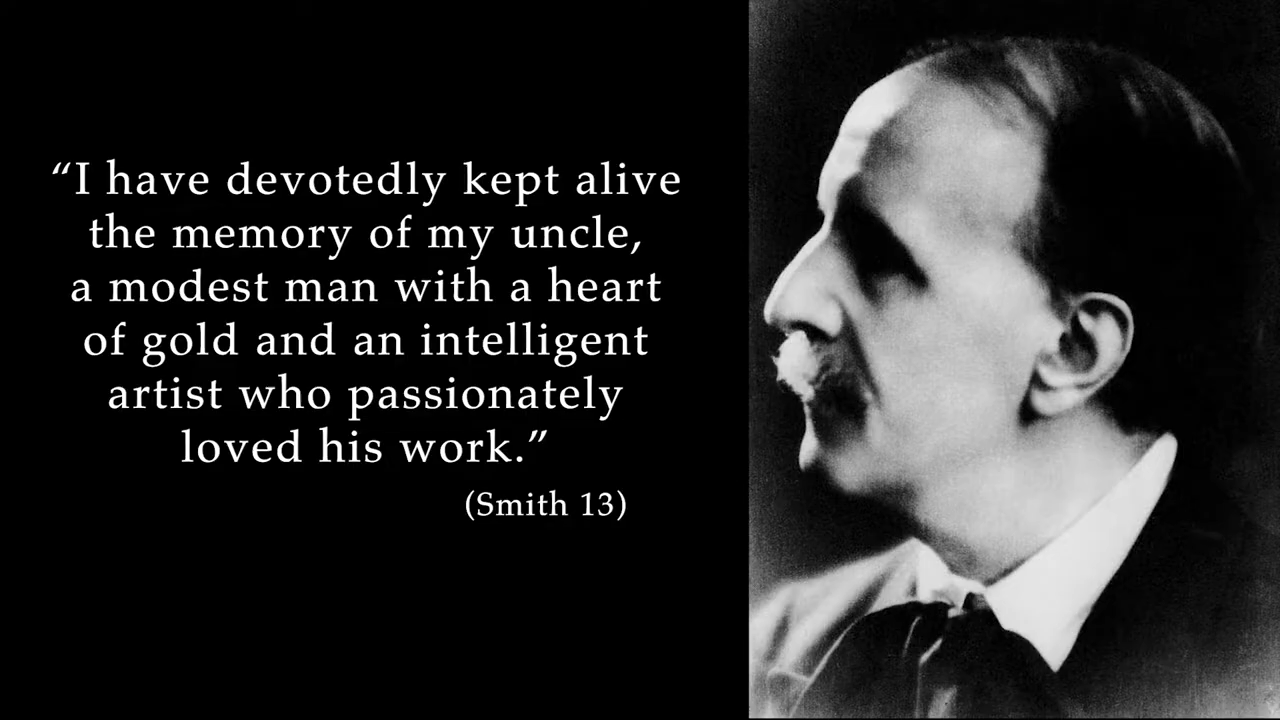 “I have devotedly kept alive
the memory of my uncle,
a modest man with a heart
of gold and an intelligent
artist who passionately
loved his work.”
(Smith 13)